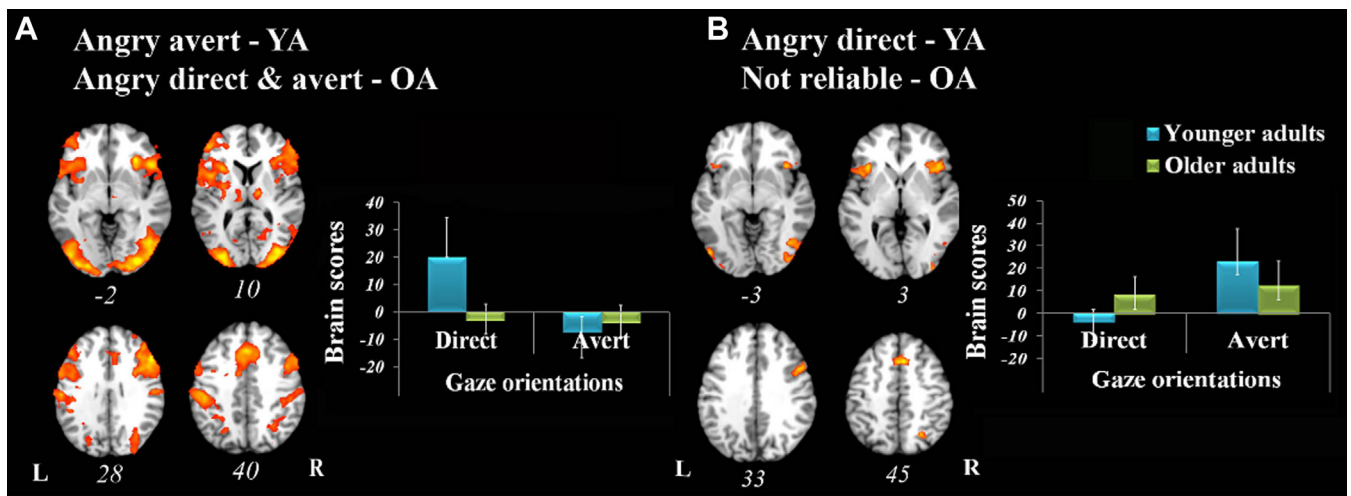 A
Angry avert - YA
Angry direct & avert - OA
-2
10
L
28
40
R
Brain scores
40
30
20
10
0
-10
-20
Direct
Avert
Gaze orientations
B
Angry direct - YA
Not reliable - OA
Younger adults
Older adults
-3
3
L
33
45
R
Brain scores
50
40
30
20
10
0
-10
-20
Direct
Avert
Gaze orientations